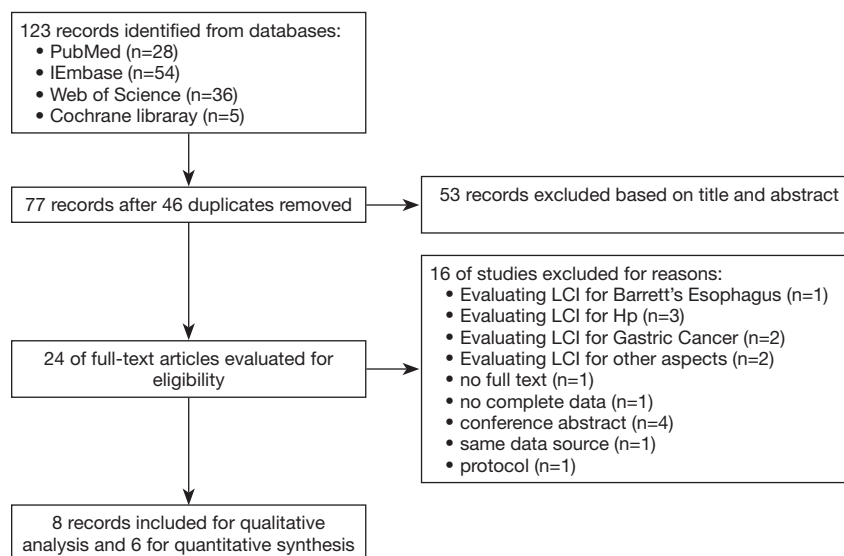 123 records identified from databases:
• PubMed (n=28)
• IEmbase (n=54)
• Web of Science (n=36)
• Cochrane libraray (n=5)
77 records after 46 duplicates removed
53 records excluded based on title and abstract
16 of studies excluded for reasons:
• Evaluating LCI for Barrett's Esophagus (n=1)
• Evaluating LCI for Hp (n=3)
• Evaluating LCI for Gastric Cancer (n=2)
• Evaluating LCI for other aspects (n=2)
• no full text (n=1)
• no complete data (n=1)
• conference abstract (n=4)
• same data source (n=1)
• protocol (n=1)
24 of full-text articles evaluated for
eligibility
8 records included for qualitative
analysis and 6 for quantitative synthesis